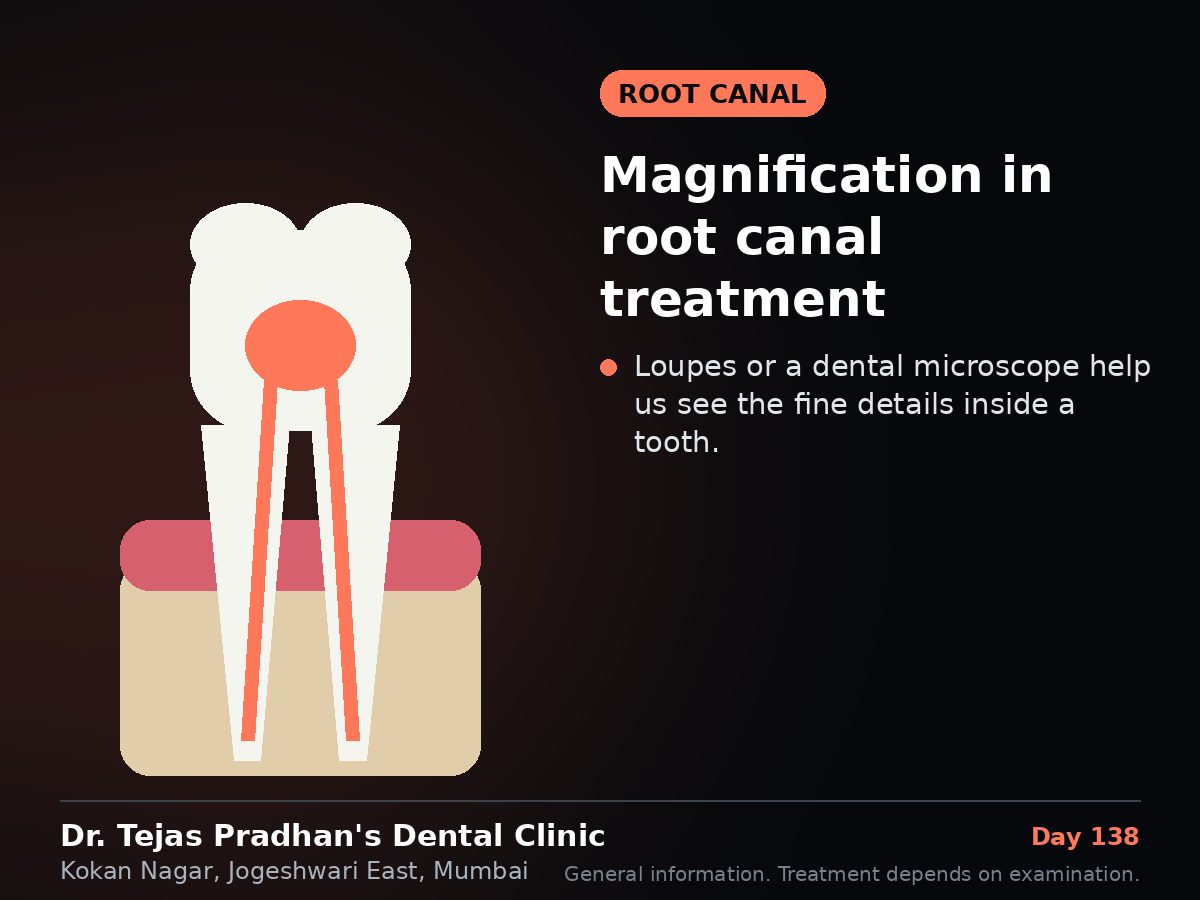 ROOT CANAL
Magnification in
root canal
treatment
Loupes or a dental microscope help
us see the fine details inside a
tooth.
Dr. Tejas Pradhan's Dental Clinic
Day 138
Kokan Nagar, Jogeshwari East, Mumbai
General information. Treatment depends on examination.